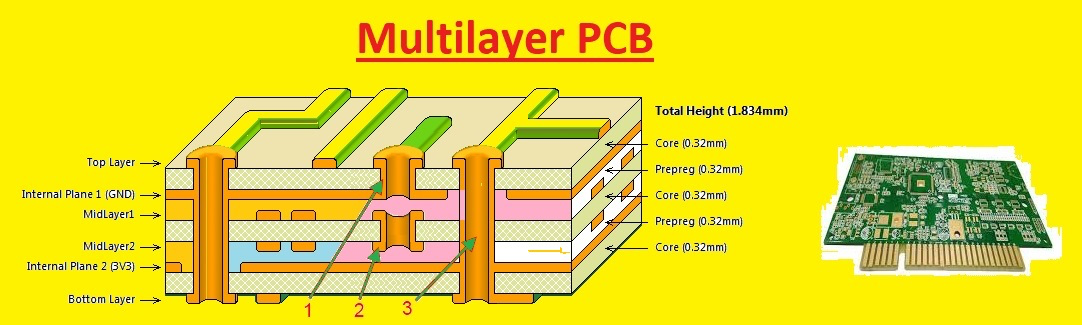 Multilayer PCB
Total Height (1.834mm)
Top Layer
Internal Plane 1 (GND)
MidLayer1
MidLayer2
Internal Plane 2 (3V3)
Bottom Layer
Core (0.32mm)
Prepreg (0.32mm)
Core (0.32mm)
Prepreg (0.32mm)
Core (0.32mm)
1 2 3